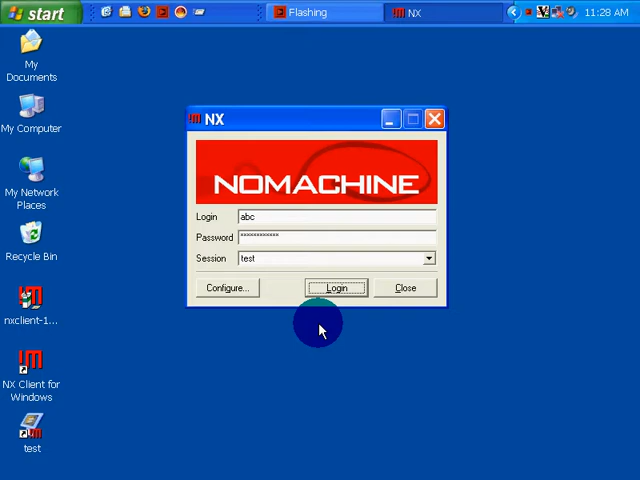 start
Flashing
NX
11:28 AM
My
Documents
My Computer
My Network
Places
Recycle Bin
nxclient-1...
NX Client for
Windows
test
NX
NOMACHINE
Login
abc
Password
************
Session
test
Configure...
Login
Close